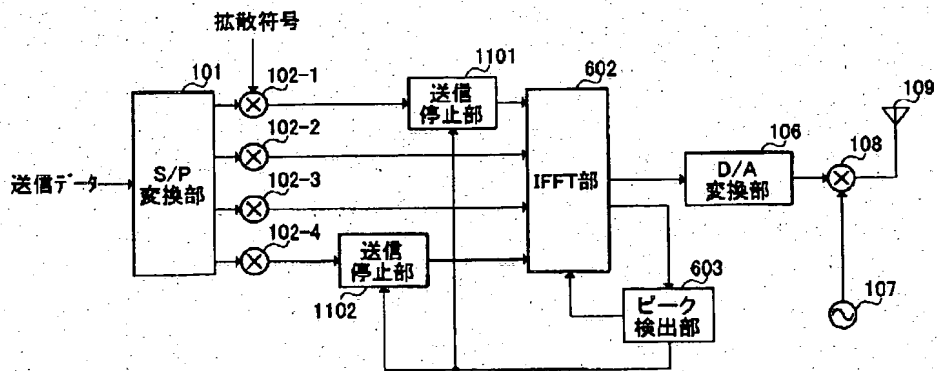 拡散符号
101
102-1
1101
送信
停止部
602
109
102-2
106
108
送信データ
S/P
変換部
102-3
IFFT部
D/A
変換部
102-4
送信
停止部
1102
603
ピーク
検出部
107